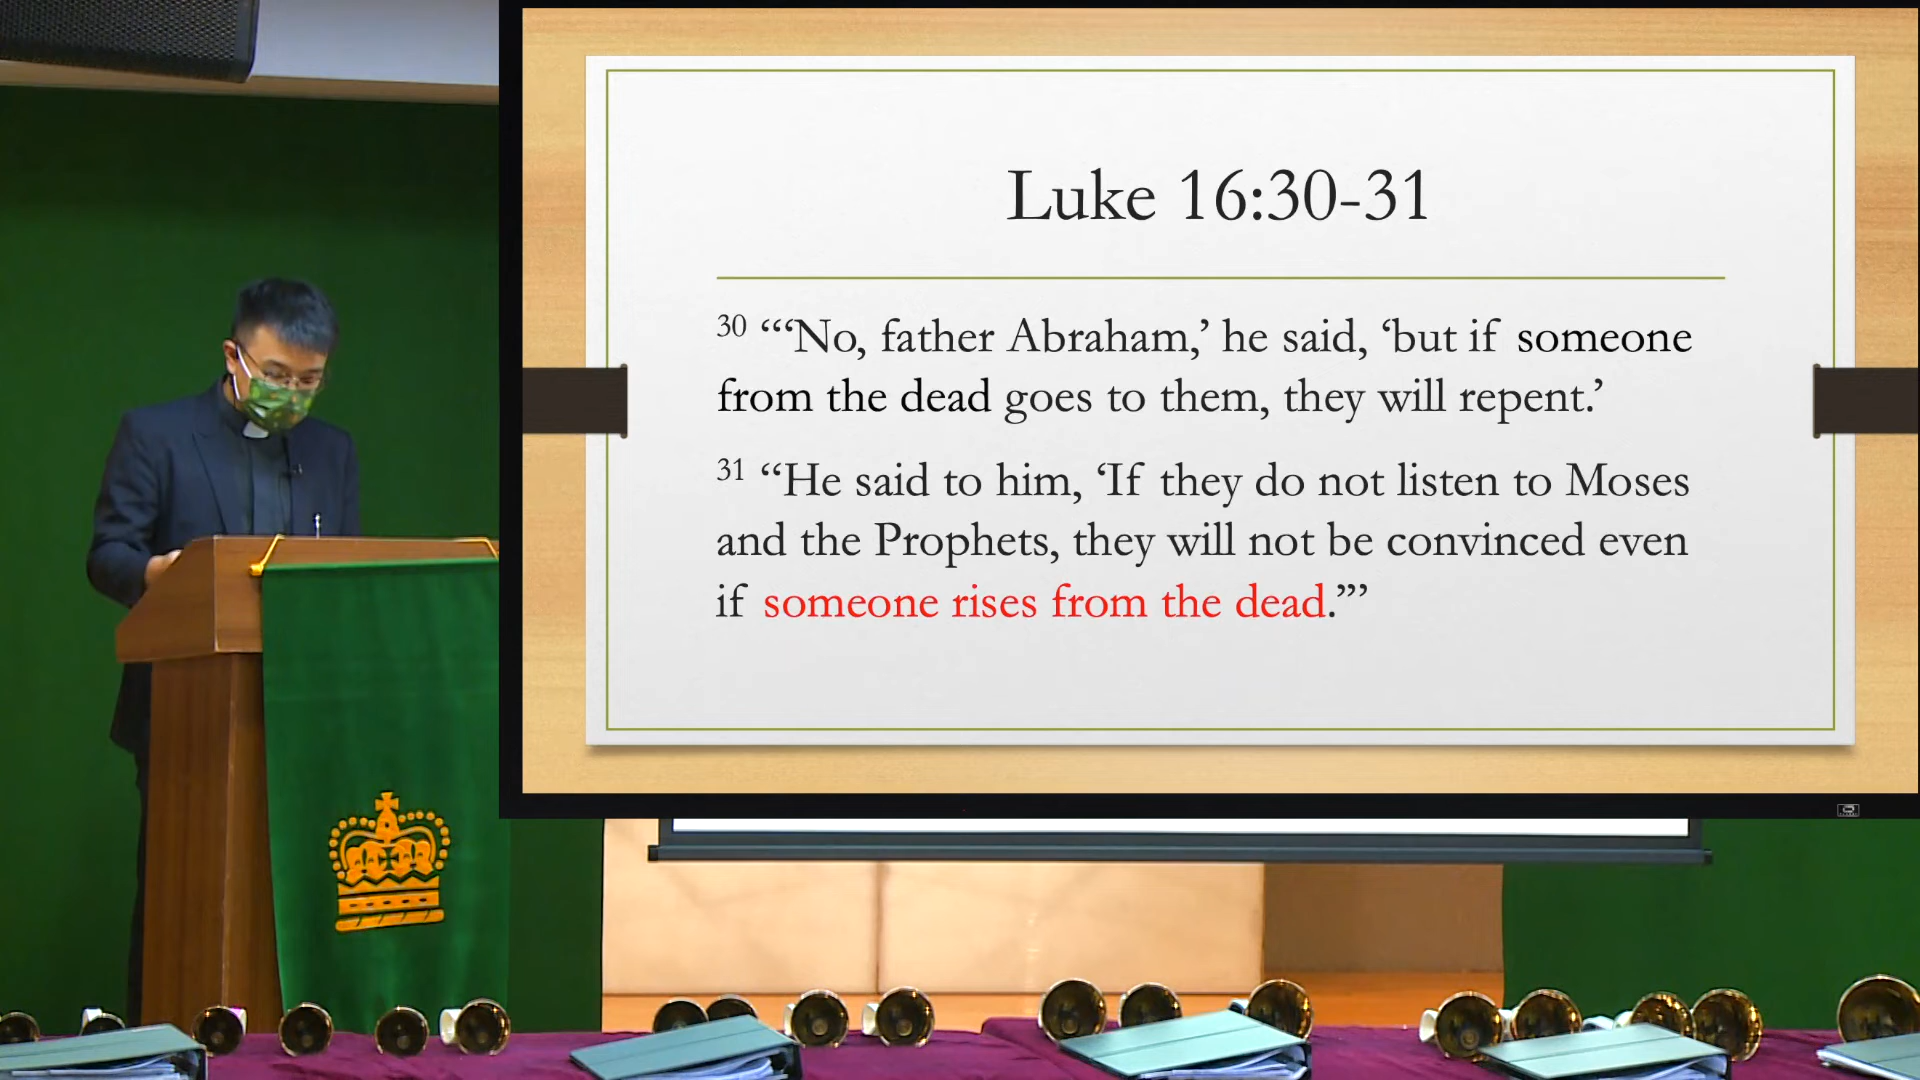 Luke 16:30-31
30 “‘No, father Abraham,’ he said, ‘but if someone
from the dead goes to them, they will repent.’
31 “He said to him, ‘If they do not listen to Moses
and the Prophets, they will not be convinced even
if someone rises from the dead.”’